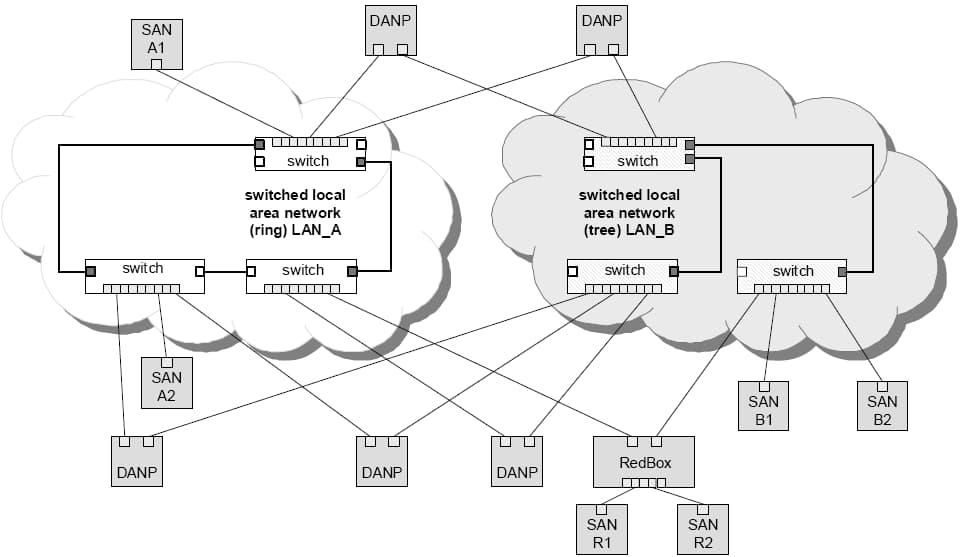 SAN
A1
DANP
DANP
switch
switch
switched local
area network
(ring) LAN_A
switched local
area network
(tree) LAN_B
switch
switch
switch
switch
SAN
A2
SAN
B1
SAN
B2
DANP
DANP
DANP
RedBox
SAN
R1
SAN
R2